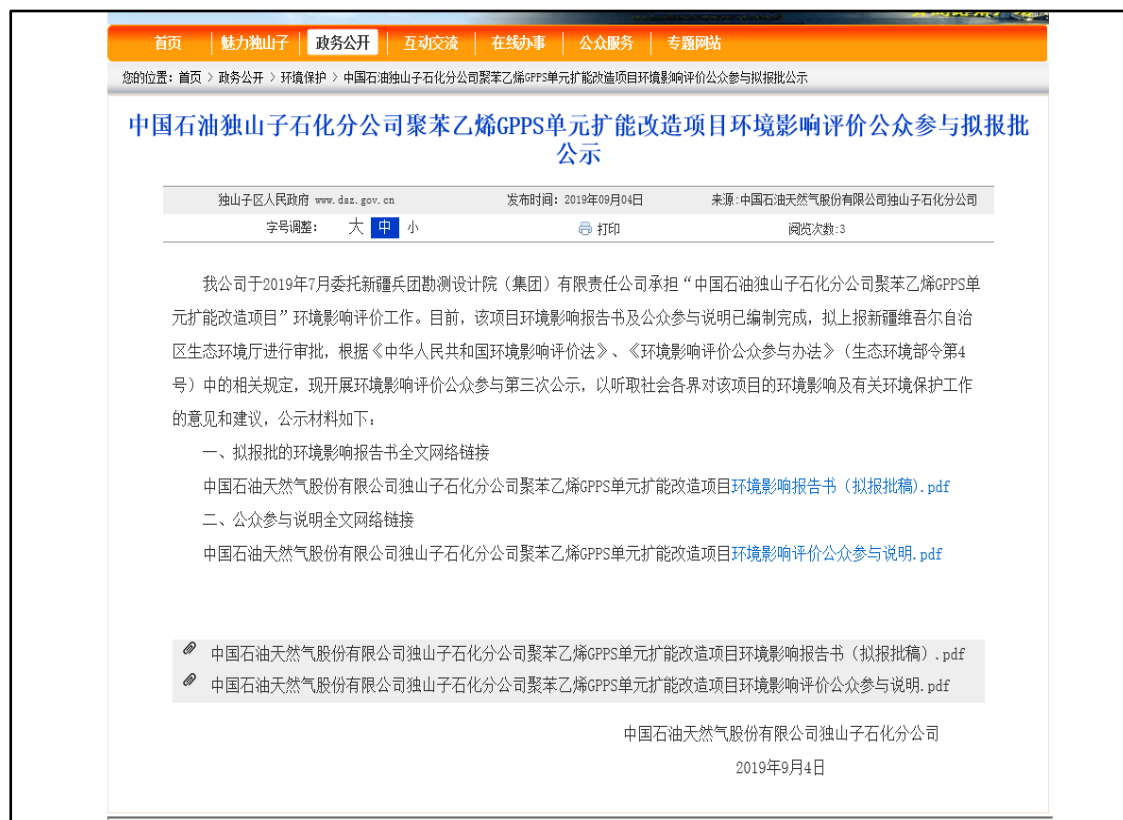 首页 魅力独山子 政务公开 互动交流 在线办事 公众服务 专题网站
您的位置：首页 > 政务公开 > 环境保护 > 中国石油独山子石化分公司聚苯乙烯GPPS单元扩能改造项目环境影响评价公众参与拟报批公示
中国石油独山子石化分公司聚苯乙烯GPPS单元扩能改造项目环境影响评价公众参与拟报批
公示
独山子区人民政府 www.dsz.gov.cn 发布时间：2019年09月04日 来源:中国石油天然气股份有限公司独山子石化分公司
字号调整： 大 中 小 打印 阅览次数:3
我公司于2019年7月委托新疆兵团勘测设计院（集团）有限责任公司承担“中国石油独山子石化分公司聚苯乙烯GPPS单
元扩能改造项目”环境影响评价工作。目前，该项目环境影响报告书及公众参与说明已编制完成，拟上报新疆维吾尔自治
区生态环境厅进行审批，根据《中华人民共和国环境影响评价法》、《环境影响评价公众参与办法》（生态环境部令第4
号）中的相关规定，现开展环境影响评价公众参与第三次公示，以听取社会各界对该项目的环境影响及有关环境保护工作
的意见和建议，公示材料如下：
一、拟报批的环境影响报告书全文网络链接
中国石油天然气股份有限公司独山子石化分公司聚苯乙烯GPPS单元扩能改造项目环境影响报告书（拟报批稿）.pdf
二、公众参与说明全文网络链接
中国石油天然气股份有限公司独山子石化分公司聚苯乙烯GPPS单元扩能改造项目环境影响评价公众参与说明.pdf
中国石油天然气股份有限公司独山子石化分公司聚苯乙烯GPPS单元扩能改造项目环境影响报告书（拟报批稿）.pdf
中国石油天然气股份有限公司独山子石化分公司聚苯乙烯GPPS单元扩能改造项目环境影响评价公众参与说明.pdf
中国石油天然气股份有限公司独山子石化分公司
2019年9月4日